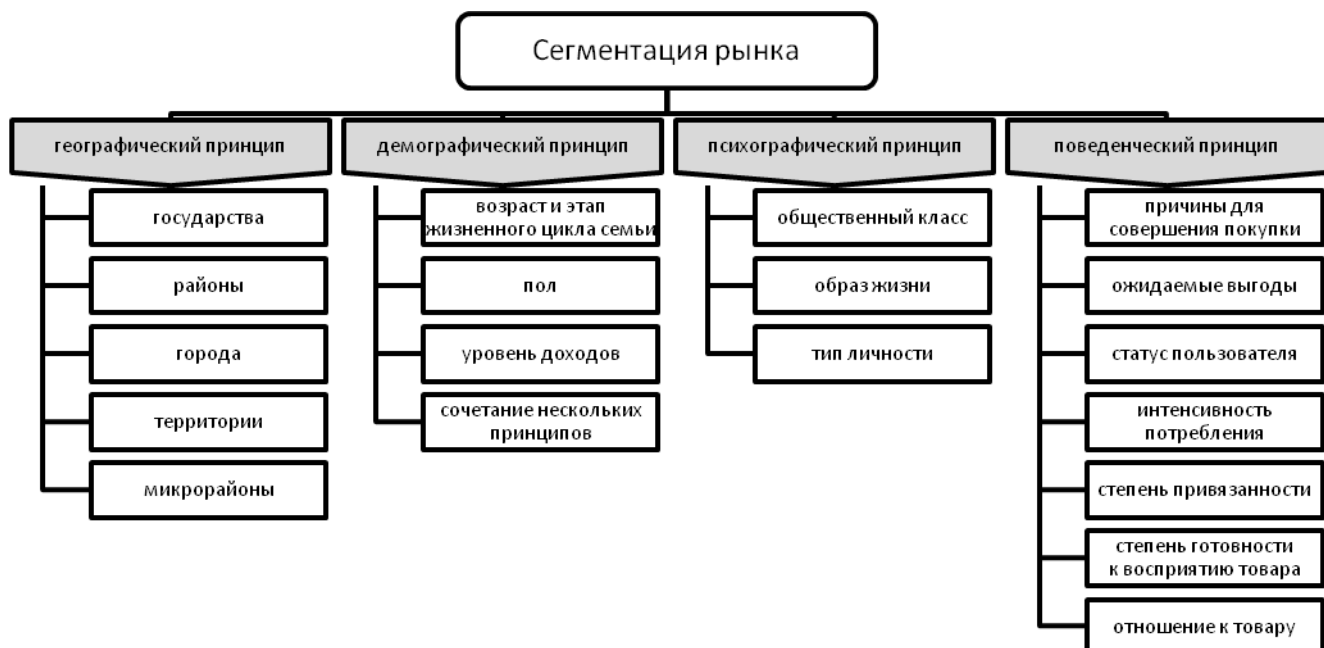 Сегментация рынка
географический принцип
государства
районы
города
территории
микрорайоны
демографический принцип
возраст и этап
жизненного цикла семьи
пол
уровень доходов
сочетание нескольких
принципов
психографический принцип
общественный класс
образ жизни
тип личности
поведенческий принцип
причины для
совершения покупки
ожидаемые выгоды
статус пользователя
интенсивность
потребления
степень привязанности
степень готовности
к восприятию товара
отношение к товару